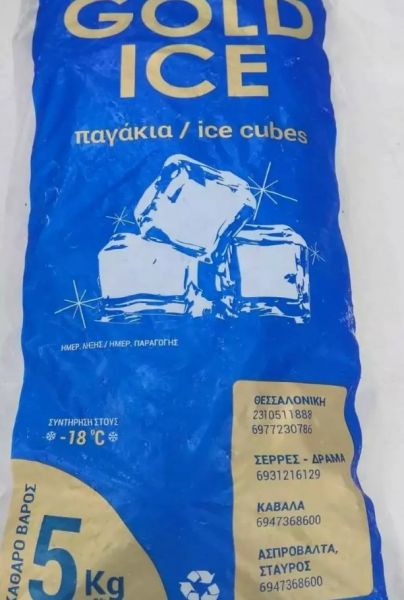 GOLD
ICE
παγάκια / ice cubes
ΗΜΕΡ. ΛΗΞΗΣ / ΗΜΕΡ. ΠΑΡΑΓΩΓΗΣ
ΣΥΝΤΗΡΗΣΗ ΣΤΟΥΣ
-18 °C
ΚΑΘΑΡΟ ΒΑΡΟΣ
5 Kg
ΘΕΣΣΑΛΟΝΙΚΗ
2310511888
6977230786
ΣΕΡΡΕΣ - ΔΡΑΜΑ
6931216129
ΚΑΒΑΛΑ
6947368600
ΑΣΠΡΟΒΑΛΤΑ,
ΣΤΑΥΡΟΣ
6947368600